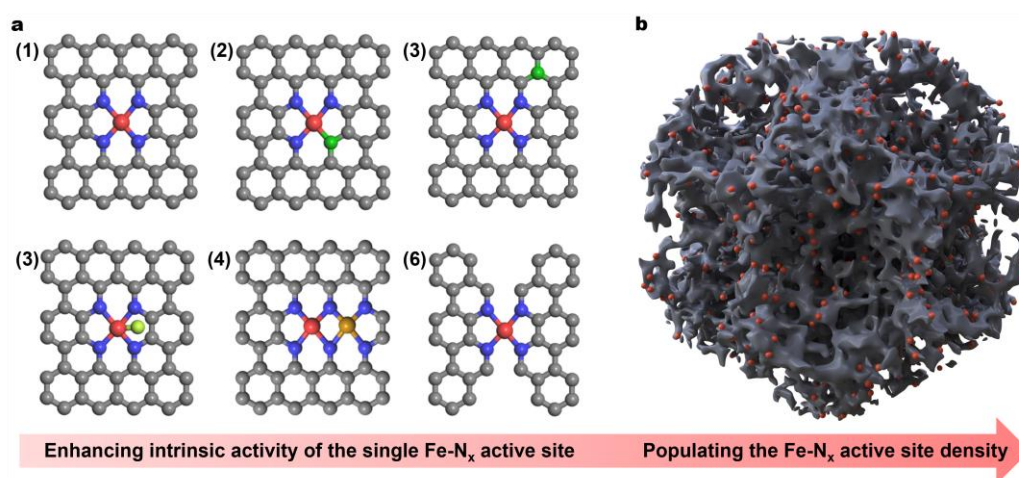 a
b
(1)
(2)
(3)
(3)
(4)
(6)
Enhancing intrinsic activity of the single Fe-Nx active site
Populating the Fe-Nx active site density